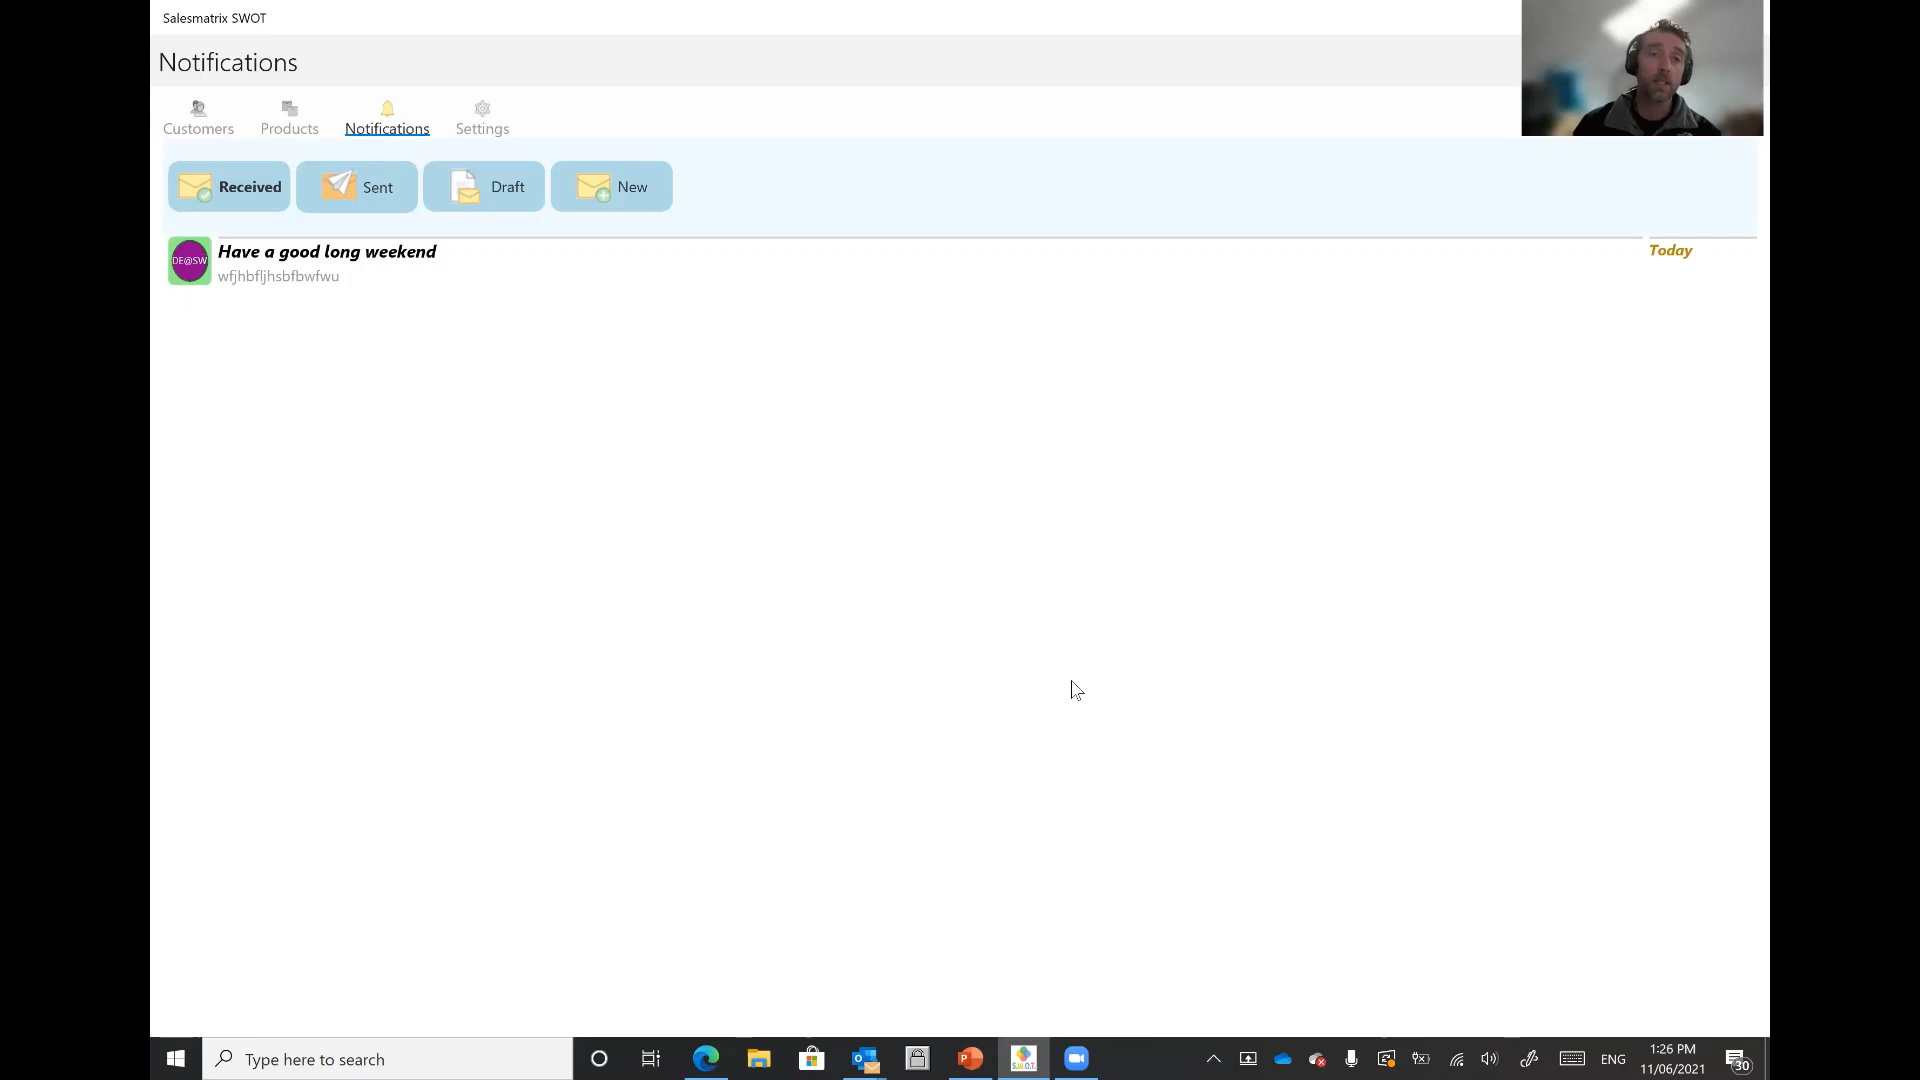 Salesmatrix SWOT
Notifications
Customers
Products
Notifications
Settings
Received
Sent
Draft
New
DE@SW
Have a good long weekend
Today
wfjhbfljhsbfbwfwu
Type here to search
S.W.O.T.
ENG
1:26 PM
11/06/2021
30